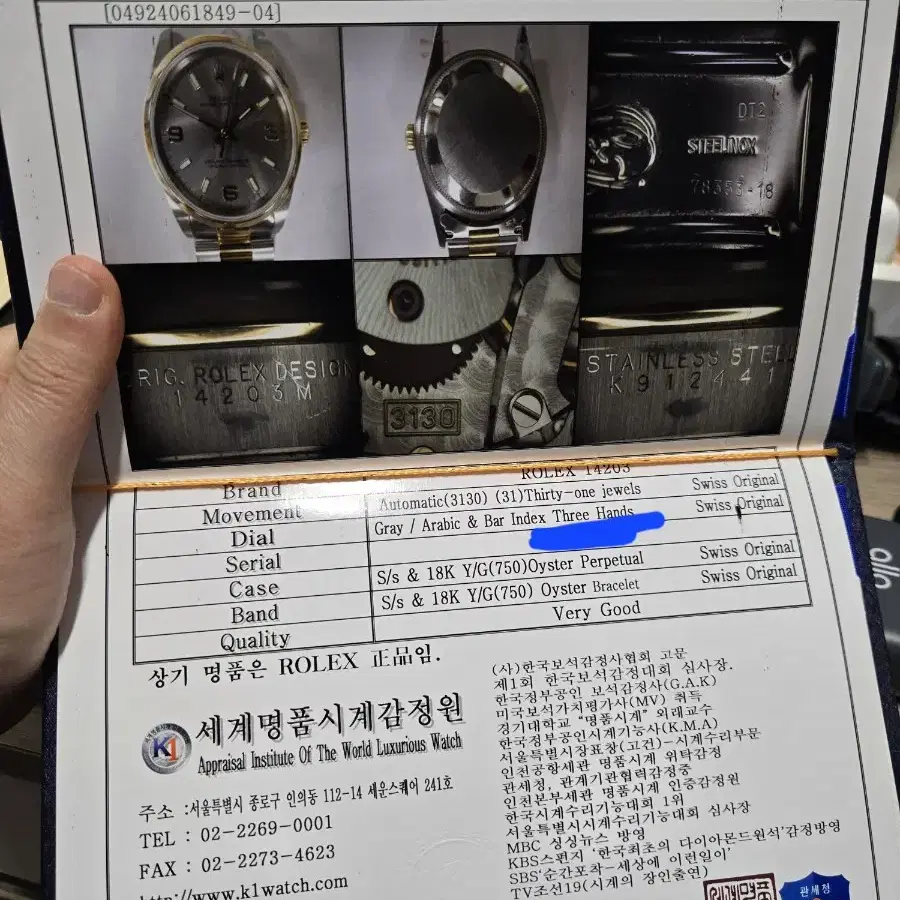 [04924061849-04]
9 3
6
DT2
STEELINOX
78353-18
RIG. ROLEX DESIGN
14203M
3130
STAINLESS STEEL
K912441
ROLEX 14203
Brand
Movement Automatic(3130) (31)Thirty-one jewels Swiss Original
Dial Gray / Arabic & Bar Index Three Hands Swiss Original
Serial
Case S/s & 18K Y/G(750)Oyster Perpetual Swiss Original
Band S/s & 18K Y/G(750) Oyster Bracelet Swiss Original
Quality Very Good
상기 명품은 ROLEX 正品임.
K1
세계명품시계감정원
Appraisal Institute Of The World Luxurious Watch
주소 :서울특별시 종로구 인의동 112-14 세운스퀘어 241호
TEL : 02-2269-0001
FAX : 02-2273-4623
http://www.k1watch.com
(사)한국보석감정사협회 고문
제1회 한국보석감정대회 심사장.
한국정부공인 보석감정사(G.A.K)
미국보석가치평가사(MV) 취득
경기대학교 "명품시계" 외래교수
한국정부공인시계기능사(K.M.A)
서울특별시장표창(고건)-시계수리부문
인천공항세관 명품시계 위탁감정
관세청, 관계기관협력감정중
인천본부세관 명품시계 인증감정원
한국시계수리기능대회 1위
서울특별시시계수리기능대회 심사장
MBC 싱싱뉴스 방영
KBS스펀지 '한국최초의 다이아몬드원석'감정방영
SBS'순간포착-세상에 이런일이'
TV조선19(시계의 장인출연)
관세청